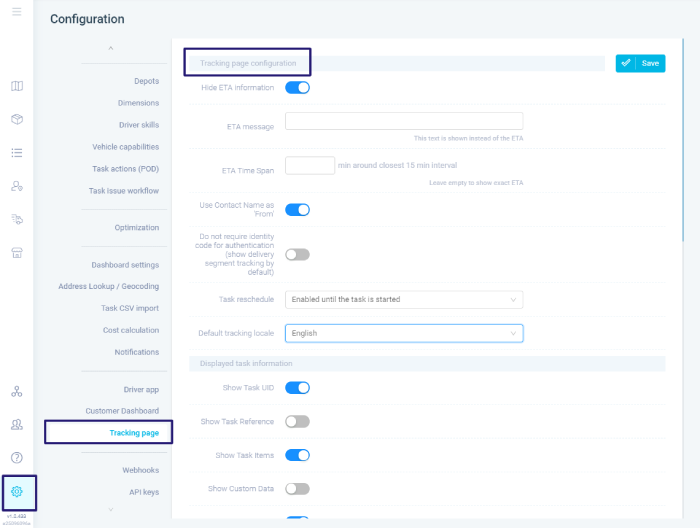 Configuration
Depots
Dimensions
Driver skills
Vehicle capabilities
Task actions (POD)
Task issue workflow
Optimization
Dashboard settings
Address Lookup / Geocoding
Task CSV import
Cost calculation
Notifications
Driver app
Customer Dashboard
Tracking page
Webhooks
API keys
Tracking page configuration
Save
Hide ETA information
ETA message
This text is shown instead of the ETA
ETA Time Span
min around closest 15 min interval
Leave empty to show exact ETA
Use Contact Name as
'From'
Do not require identity
code for authentication
(show delivery
segment tracking by
default)
Task reschedule
Enabled until the task is started
Default tracking locale
English
Displayed task information
Show Task UID
Show Task Reference
Show Task Items
Show Custom Data